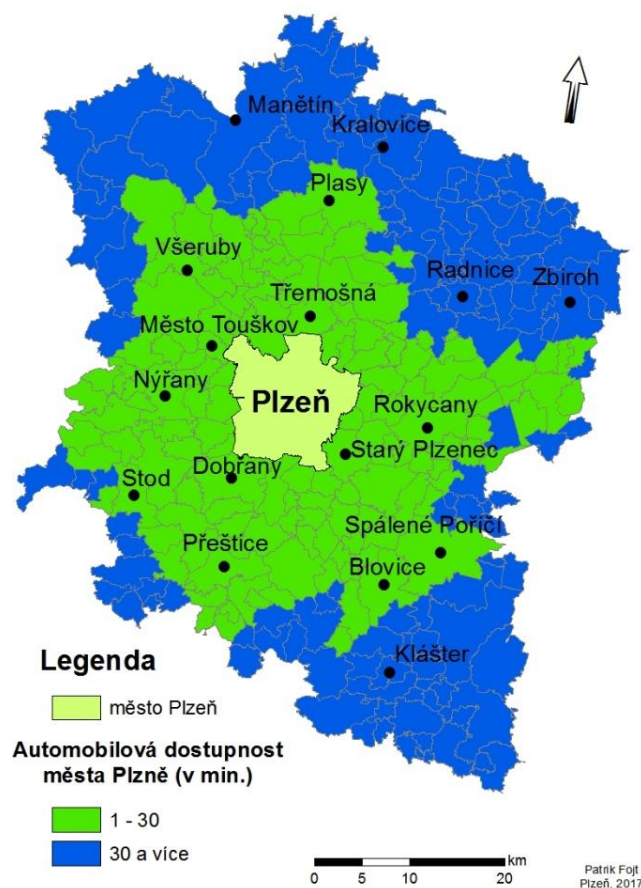 Manětín
Kralovice
Plasy
Všeruby
Radnice
Zbiroh
Třemošná
Město Touškov
Nýřany
Plzeň
Rokycany
Starý Plzenec
Dobřany
Stod
Spálené Poříčí
Přeštice
Blovice
Klášter
Legenda
město Plzeň
Automobilová dostupnost
města Plzně (v min.)
1 - 30
30 a více
km
0 5 10 20
Patrik Fojt
Plzeň, 2017